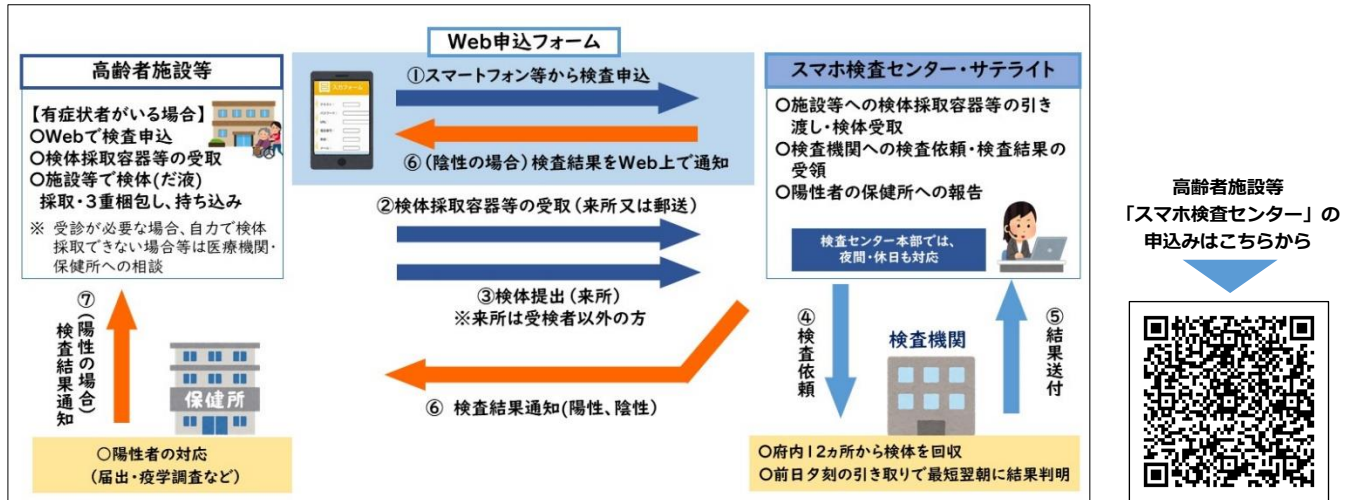 Web申込フォーム
高齢者施設等
【有症状者がいる場合】
○Webで検査申込
○検体採取容器等の受取
○施設等で検体(だ液)
採取・3重梱包し、持ち込み
※ 受診が必要な場合、自力で検体
採取できない場合等は医療機関・
保健所への相談
①スマートフォン等から検査申込
⑥(陰性の場合)検査結果をWeb上で通知
②検体採取容器等の受取(来所又は郵送)
③検体提出(来所)
※来所は受検者以外の方
⑥ 検査結果通知(陽性、陰性)
スマホ検査センター・サテライト
○施設等への検体採取容器等の引き
渡し・検体受取
○検査機関への検査依頼・検査結果の
受領
○陽性者の保健所への報告
検査センター本部では、
夜間・休日も対応
④検査依頼
検査機関
⑤結果送付
○府内12ヵ所から検体を回収
○前日夕刻の引き取りで最短翌朝に結果判明
⑦(陽性の場合)
検査結果通知
保健所
○陽性者の対応
(届出・疫学調査など)
高齢者施設等
「スマホ検査センター」の
申込みはこちらから